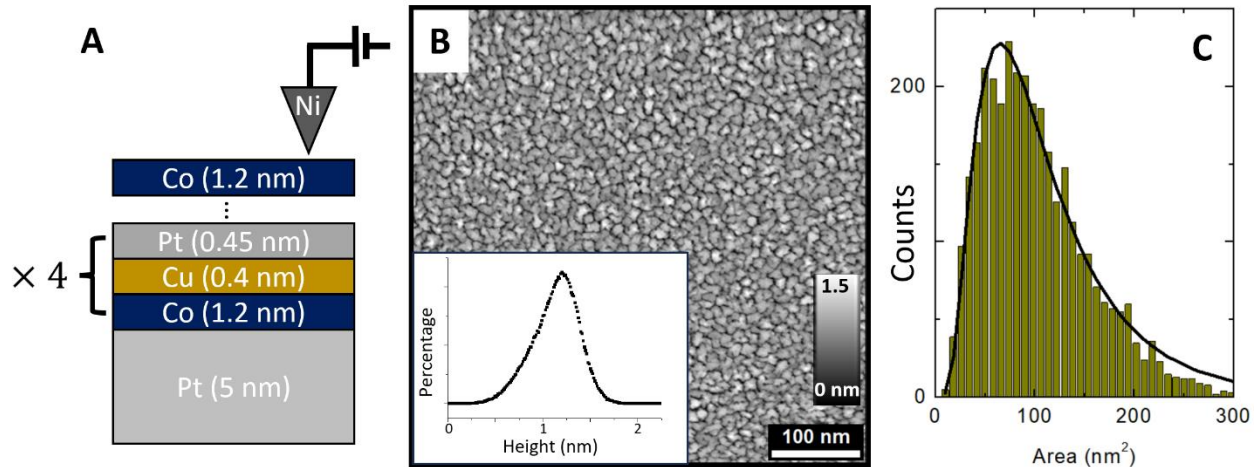 A
Ni
Co (1.2 nm)
⋮
Pt (0.45 nm)
× 4
Cu (0.4 nm)
Co (1.2 nm)
Pt (5 nm)
B
Percentage
0
1
2
Height (nm)
1.5
0 nm
100 nm
C
Counts
200
0
0
100
200
300
Area (nm²)